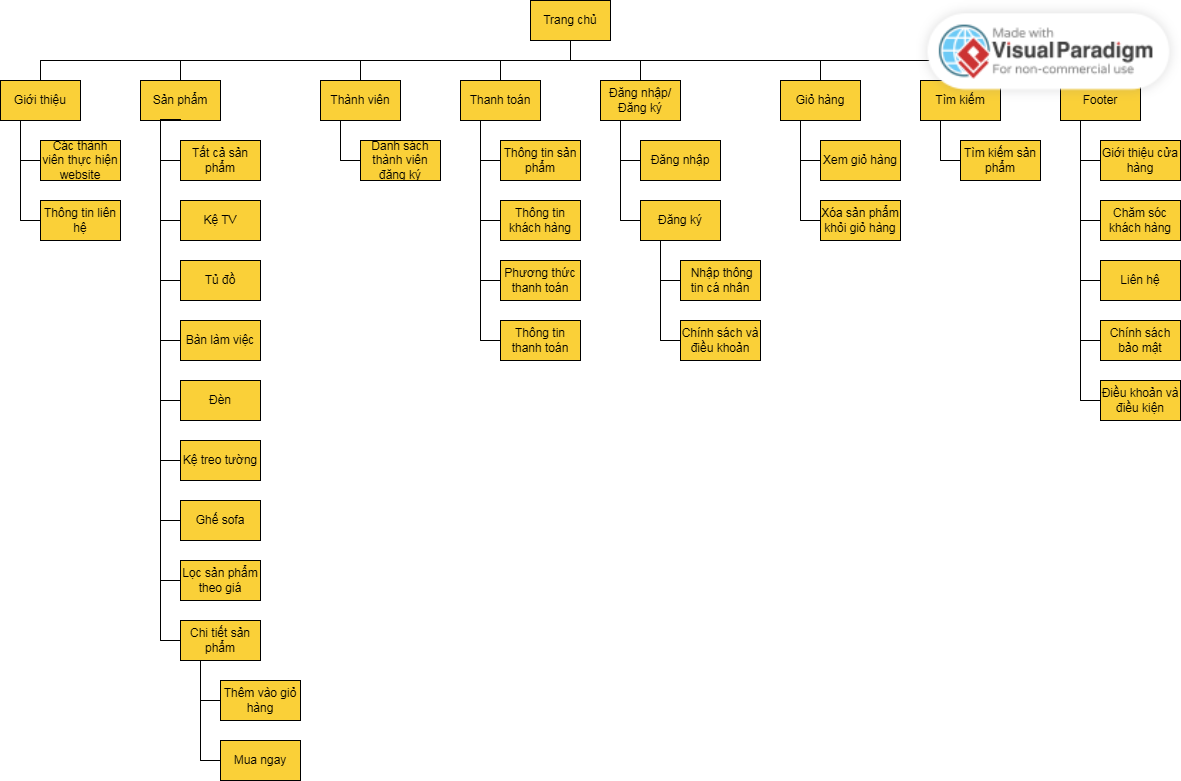 Trang chủ
Made with
Visual Paradigm
For non-commercial use
Giới thiệu
Sản phẩm
Thành viên
Thanh toán
Đăng nhập/
Đăng ký
Giỏ hàng
Tìm kiếm
Footer
Các thành
viên thực hiện
website
Thông tin liên
hệ
Tất cả sản
phẩm
Kệ TV
Tủ đồ
Bàn làm việc
Đèn
Kệ treo tường
Ghế sofa
Lọc sản phẩm
theo giá
Chi tiết sản
phẩm
Thêm vào giỏ
hàng
Mua ngay
Danh sách
thành viên
đăng ký
Thông tin sản
phẩm
Thông tin
khách hàng
Phương thức
thanh toán
Thông tin
thanh toán
Đăng nhập
Đăng ký
Nhập thông
tin cá nhân
Chính sách và
điều khoản
Xem giỏ hàng
Xóa sản phẩm
khỏi giỏ hàng
Tìm kiếm sản
phẩm
Giới thiệu cửa
hàng
Chăm sóc
khách hàng
Liên hệ
Chính sách
bảo mật
Điều khoản và
điều kiện